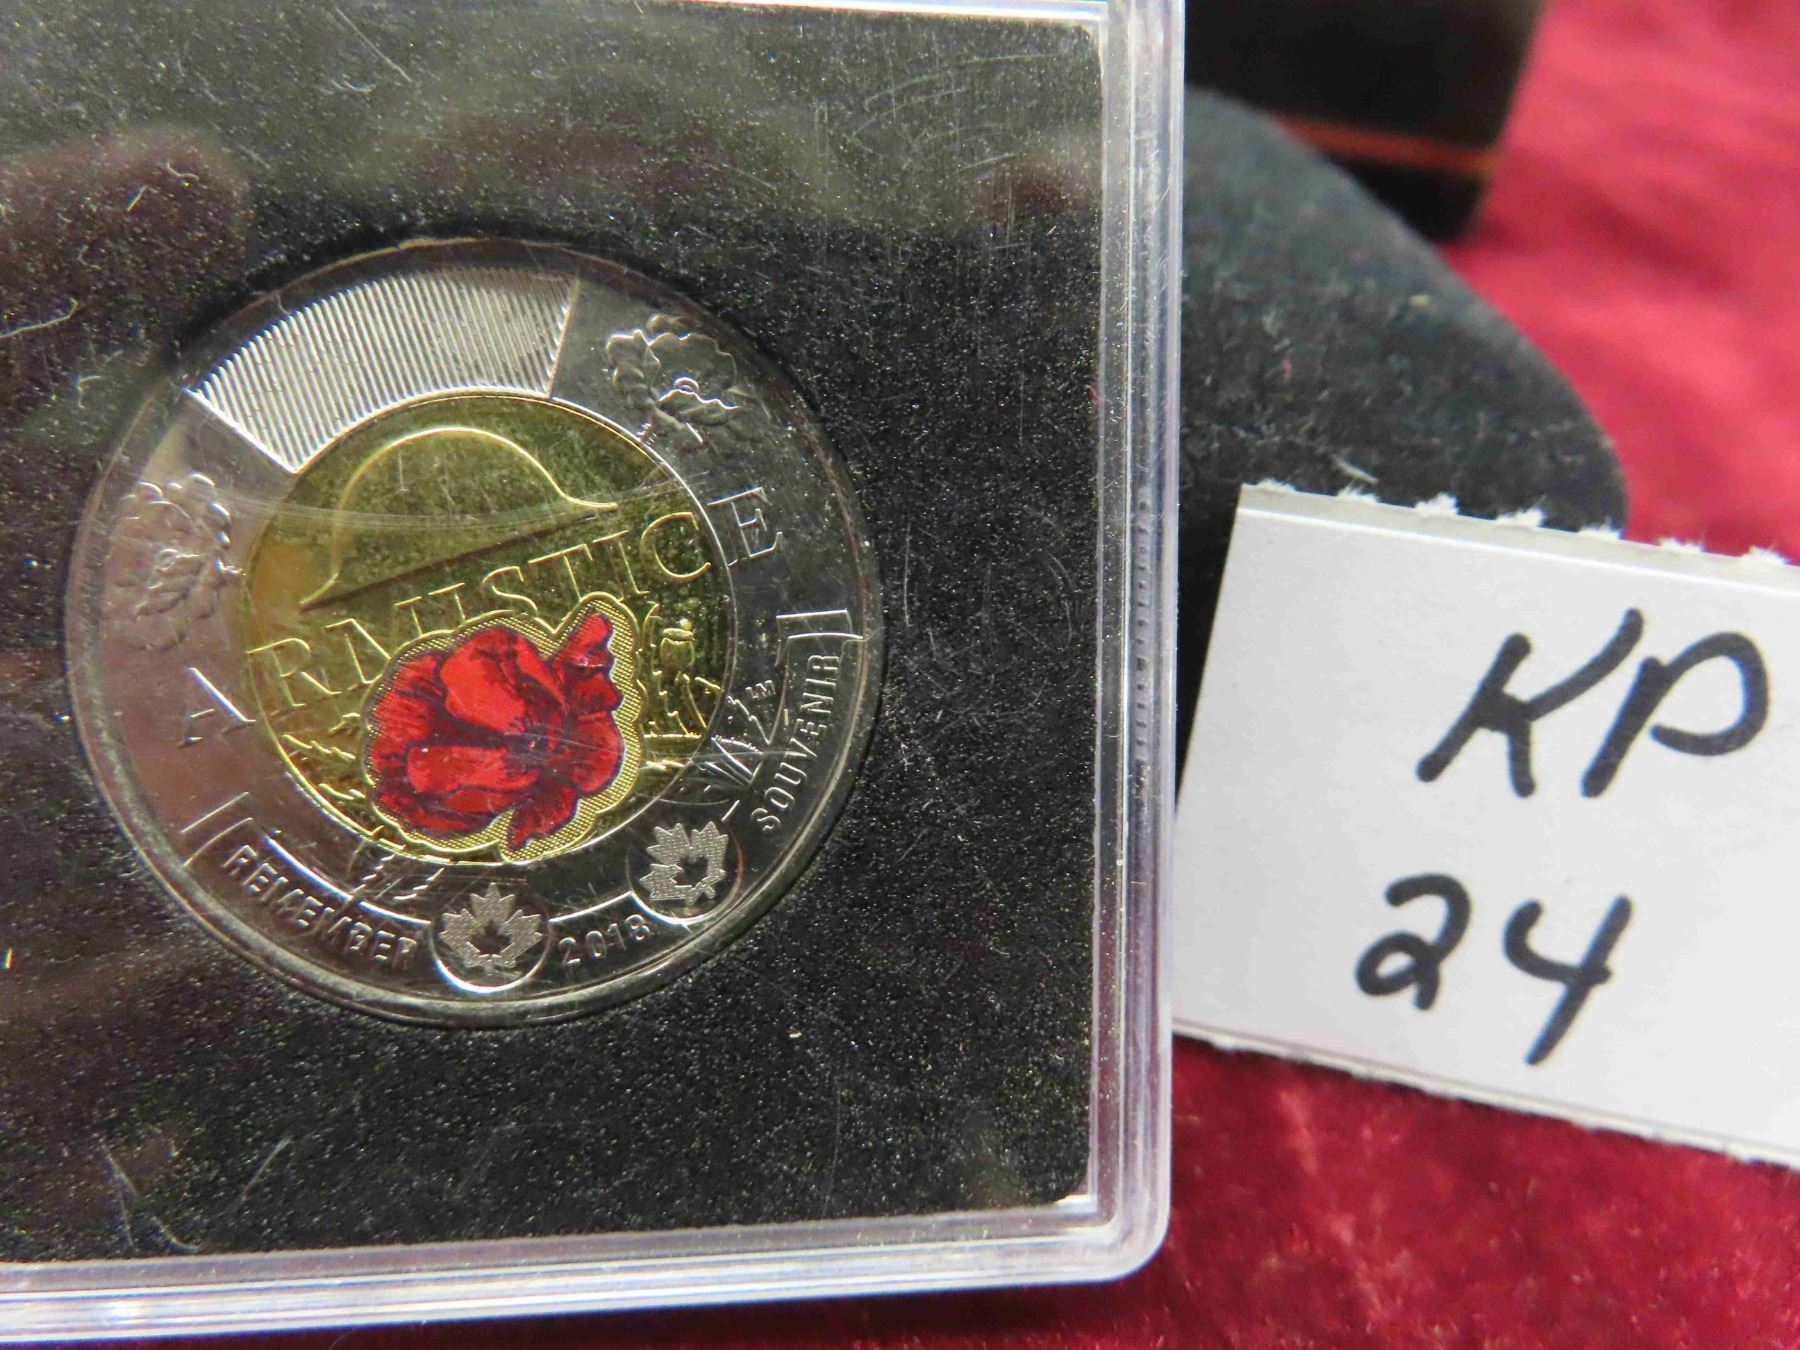 ARMISTICE
REMEMBER
2018
SOUVENIR
KP
24